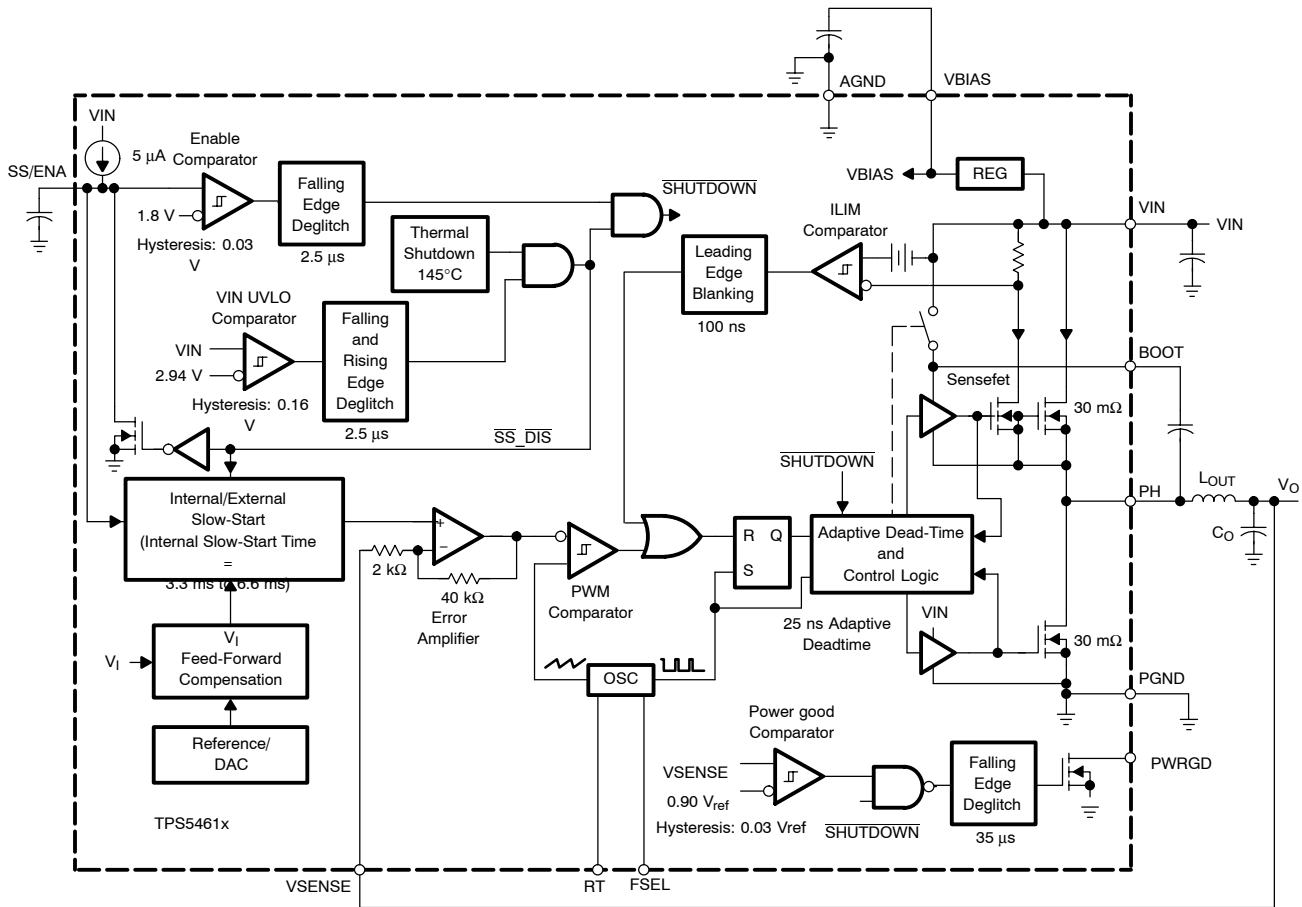 AGND
VBIAS
VIN
5 μA
Enable
Comparator
SS/ENA
1.8 V
Hysteresis: 0.03
V
Falling
Edge
Deglitch
2.5 μs
Thermal
Shutdown
145°C
SHUTDOWN
VIN UVLO
Comparator
VIN
2.94 V
Hysteresis: 0.16
V
Falling
and
Rising
Edge
Deglitch
2.5 μs
SS_DIS
VBIAS
REG
ILIM
Comparator
Leading
Edge
Blanking
100 ns
VIN
VIN
BOOT
Sensefet
30 mΩ
SHUTDOWN
PH
LOUT
VO
CO
Internal/External
Slow-Start
(Internal Slow-Start Time
=
3.3 ms to 6.6 ms)
+
−
2 kΩ
40 kΩ
Error
Amplifier
PWM
Comparator
R
Q
S
Adaptive Dead-Time
and
Control Logic
25 ns Adaptive
Deadtime
VIN
30 mΩ
PGND
VI
VI
Feed-Forward
Compensation
OSC
Reference/
DAC
Power good
Comparator
VSENSE
0.90 Vref
Hysteresis: 0.03 Vref
SHUTDOWN
Falling
Edge
Deglitch
35 μs
PWRGD
TPS5461x
VSENSE
RT
FSEL